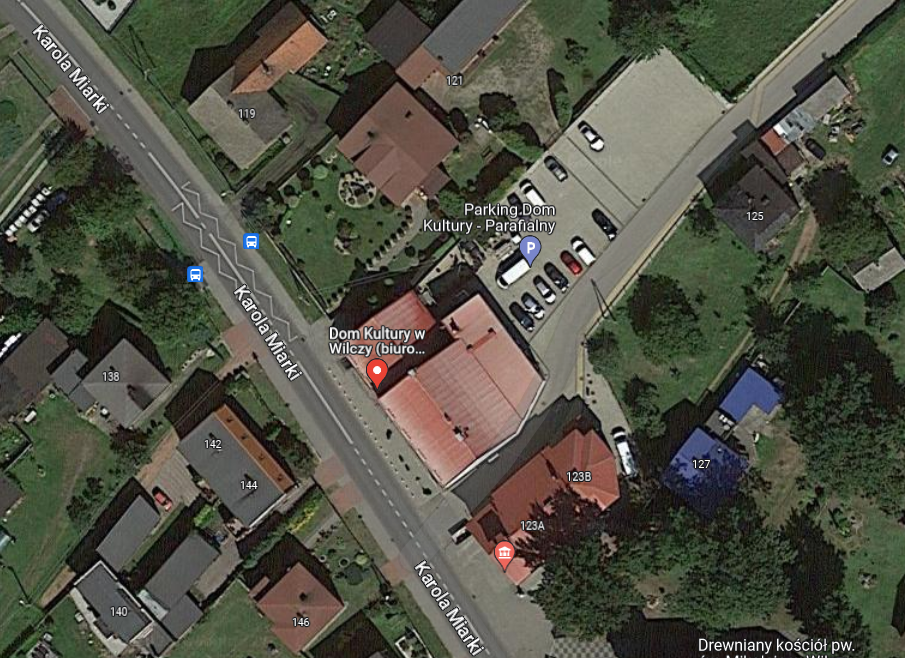 Karola Miarki
119
121
Parking.Dom
Kultury - Parafialny
P
125
Karola Miarki
Dom Kultury w
Wilczy (biuro...
138
142
144
127
123B
123A
140
146
Karola Miarki
Drewniany kościół pw.